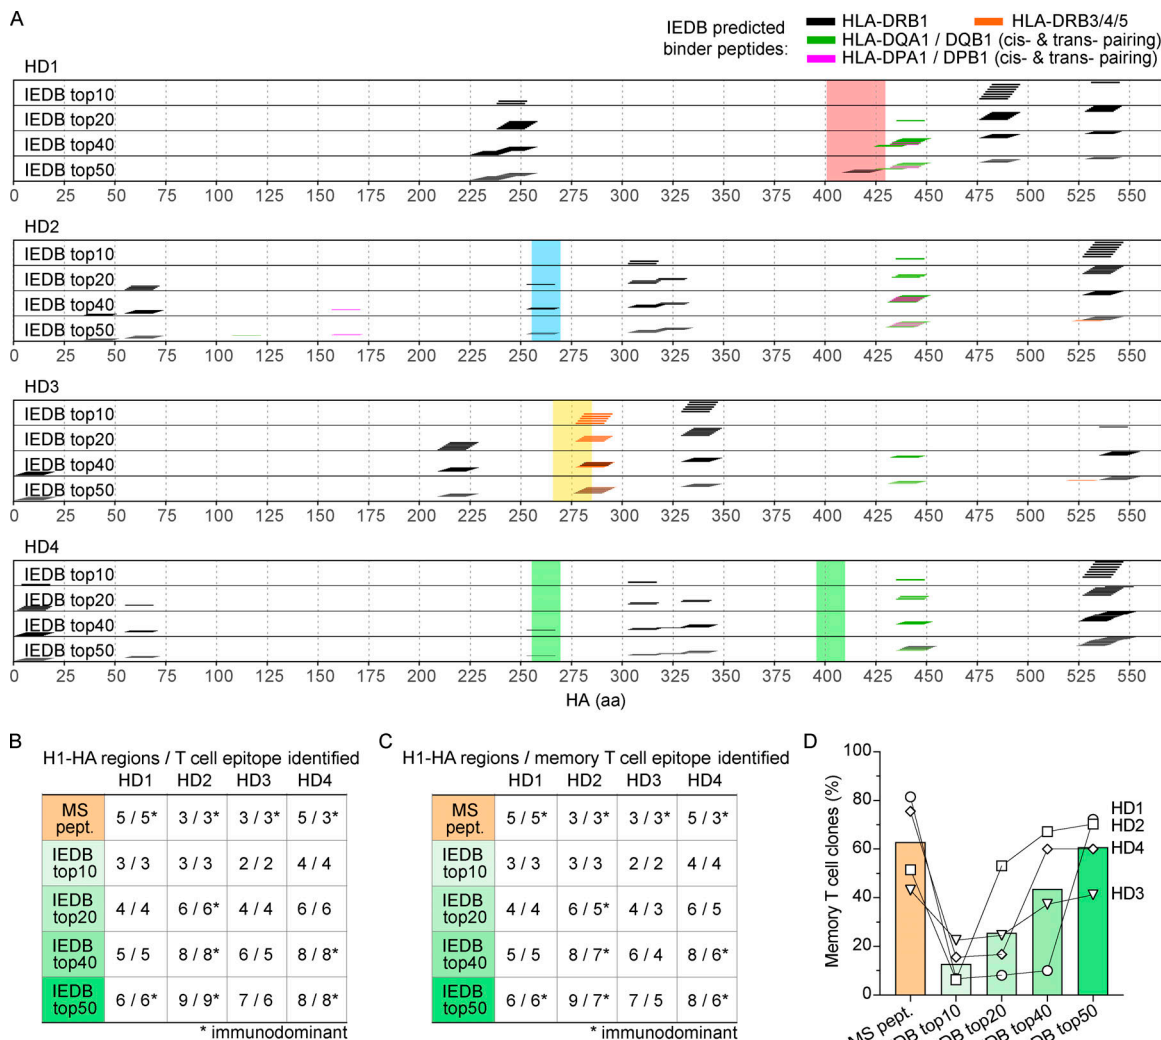 A
IEDB predicted
binder peptides:
HLA-DRB1
HLA-DRB3/4/5
HLA-DQA1 / DQB1 (cis- & trans- pairing)
HLA-DPA1 / DPB1 (cis- & trans- pairing)
HD1
IEDB top10
IEDB top20
IEDB top40
IEDB top50
0 25 50 75 100 125 150 175 200 225 250 275 300 325 350 375 400 425 450 475 500 525 550
HD2
IEDB top10
IEDB top20
IEDB top40
IEDB top50
0 25 50 75 100 125 150 175 200 225 250 275 300 325 350 375 400 425 450 475 500 525 550
HD3
IEDB top10
IEDB top20
IEDB top40
IEDB top50
0 25 50 75 100 125 150 175 200 225 250 275 300 325 350 375 400 425 450 475 500 525 550
HD4
IEDB top10
IEDB top20
IEDB top40
IEDB top50
0 25 50 75 100 125 150 175 200 225 250 275 300 325 350 375 400 425 450 475 500 525 550
HA (aa)
B
H1-HA regions / T cell epitope identified
HD1 HD2 HD3 HD4
MS pept. 5 / 5* 3 / 3* 3 / 3* 5 / 3*
IEDB top10 3 / 3 3 / 3 2 / 2 4 / 4
IEDB top20 4 / 4 6 / 6* 4 / 4 6 / 6
IEDB top40 5 / 5 8 / 8* 6 / 5 8 / 8*
IEDB top50 6 / 6* 9 / 9* 7 / 6 8 / 8*
* immunodominant
C
H1-HA regions / memory T cell epitope identified
HD1 HD2 HD3 HD4
MS pept. 5 / 5* 3 / 3* 3 / 3* 5 / 3*
IEDB top10 3 / 3 3 / 3 2 / 2 4 / 4
IEDB top20 4 / 4 6 / 5* 4 / 3 6 / 5
IEDB top40 5 / 5 8 / 7* 6 / 4 8 / 6*
IEDB top50 6 / 6* 9 / 7* 7 / 5 8 / 6*
* immunodominant
D
Memory T cell clones (%)
100
80
60
40
20
0
HD1
HD2
HD4
HD3
MS pept.
DB top10
DB top20
DB top40
DB top50